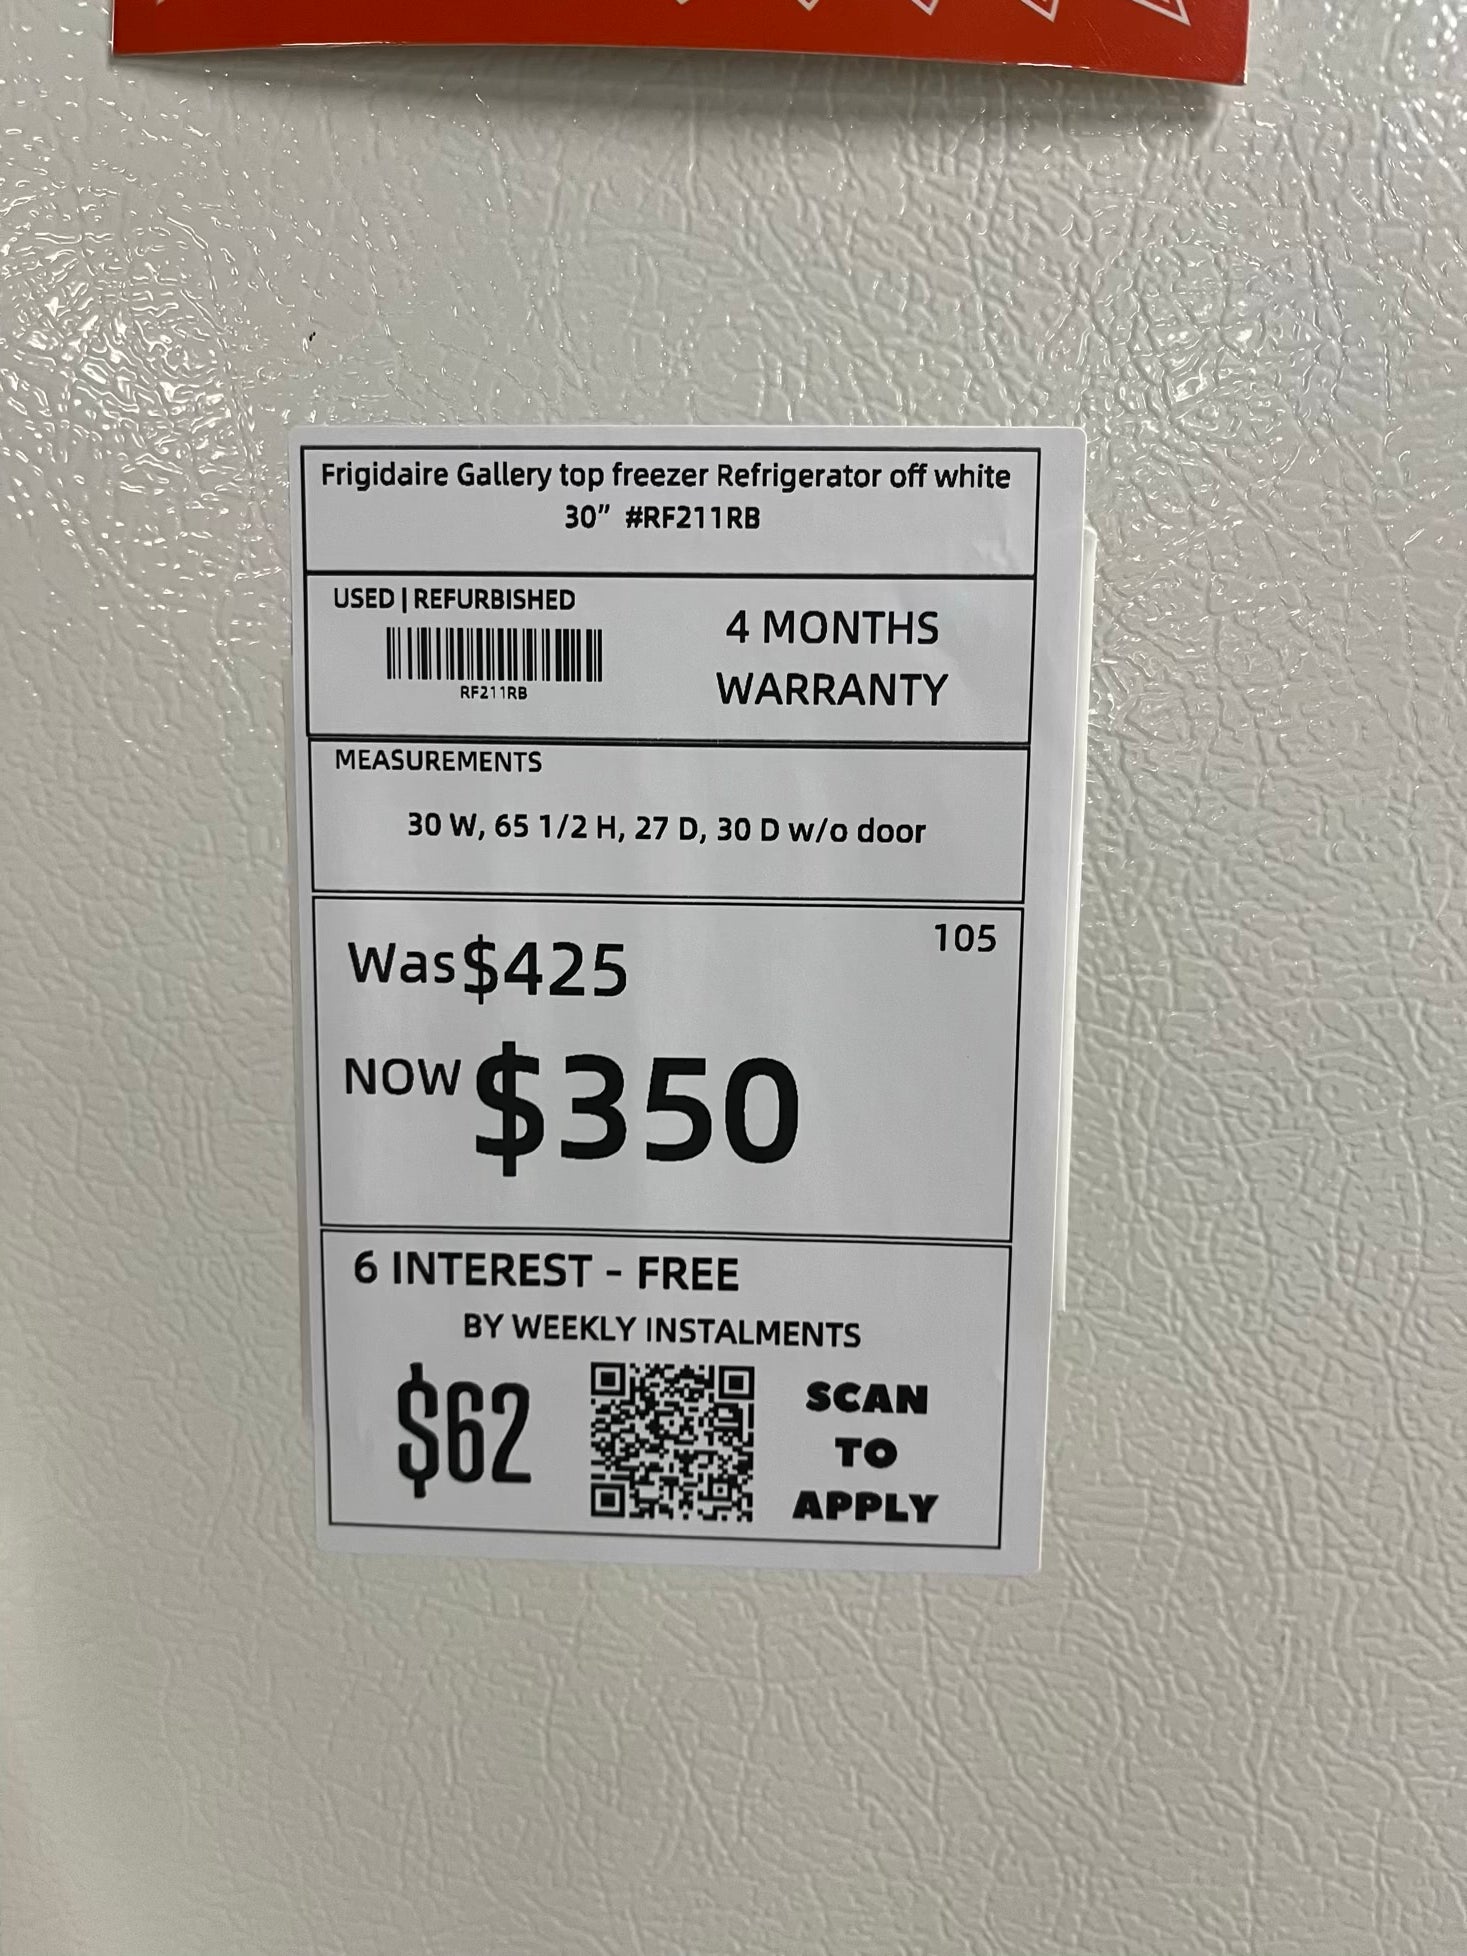 Frigidaire Gallery top freezer Refrigerator off white
30” #RF211RB
USED | REFURBISHED
RF211RB
4 MONTHS
WARRANTY
MEASUREMENTS
30 W, 65 1/2 H, 27 D, 30 D w/o door
105
Was $425
NOW $350
6 INTEREST - FREE
BY WEEKLY INSTALMENTS
$62
SCAN
TO
APPLY